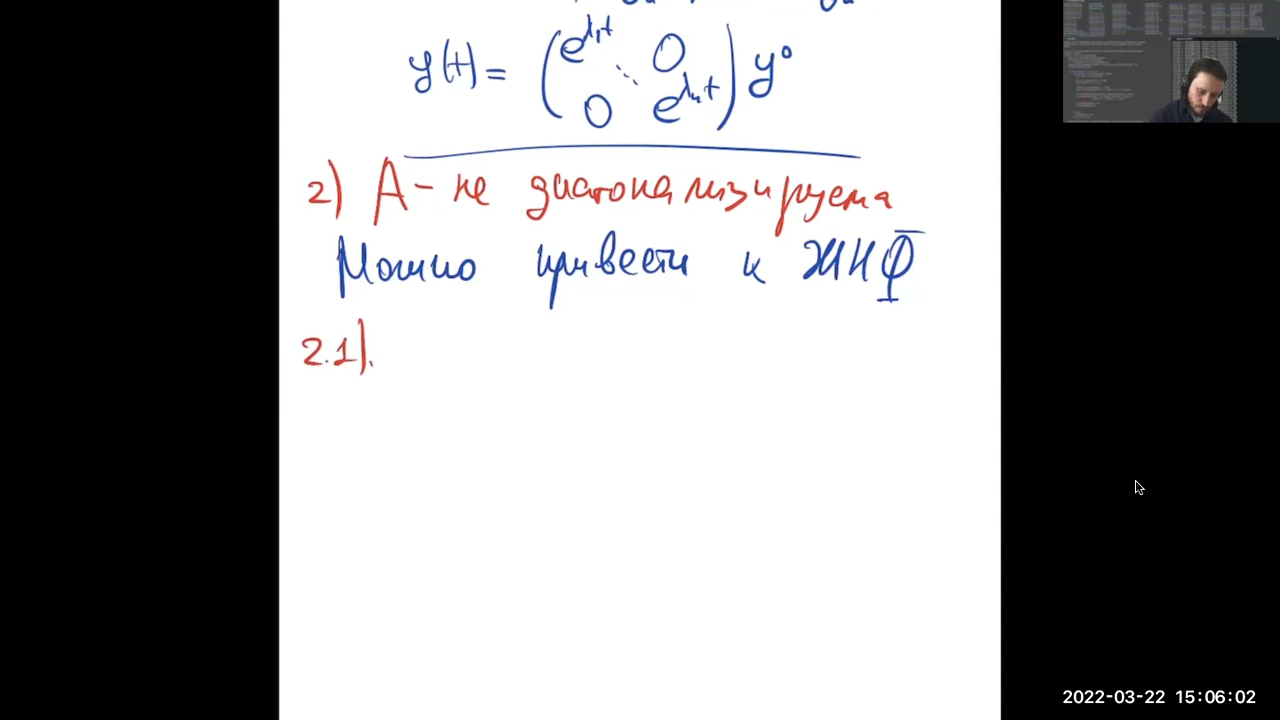 y(t) = ( e^{λ₁t} ⋱ 0 0 e^{λₙt} ) y⁰
2) A - не диагонализируема
Можно привести к ЖНФ
2.1).
2022-03-22 15:06:02